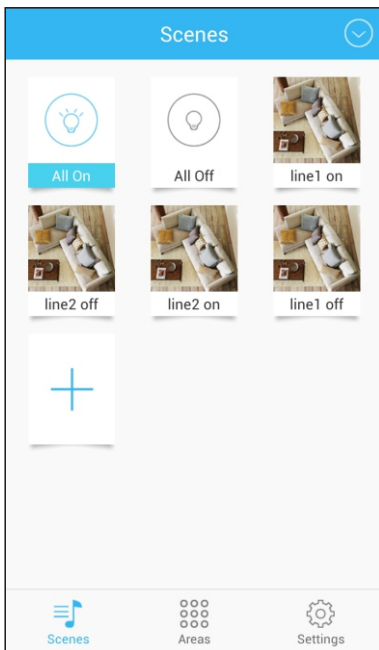 Scenes
All On
All Off
line1 on
line2 off
line2 on
line1 off
Scenes
Areas
Settings